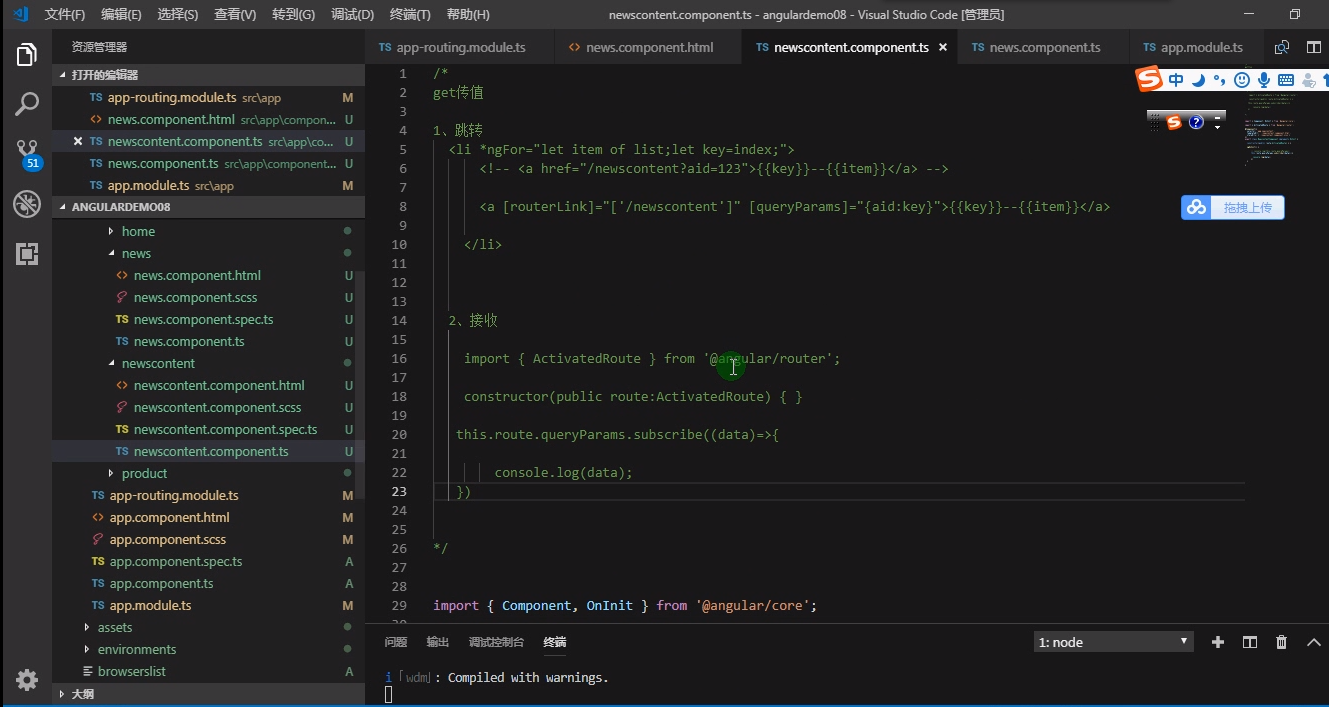 文件(F) 编辑(E) 选择(S) 查看(V) 转到(G) 调试(D) 终端(T) 帮助(H) newscontent.component.ts - angulardemo08 - Visual Studio Code [管理员]
资源管理器
打开的编辑器
TS app-routing.module.ts src\app M
<> news.component.html src\app\compon... U
TS newscontent.component.ts src\app\co... U
TS news.component.ts src\app\component... U
TS app.module.ts src\app M
51
ANGULARDEMO08
home
news
<> news.component.html U
news.component.scss U
TS news.component.spec.ts U
TS news.component.ts U
newscontent
<> newscontent.component.html U
newscontent.component.scss U
TS newscontent.component.spec.ts U
TS newscontent.component.ts U
product
TS app-routing.module.ts M
<> app.component.html M
app.component.scss M
TS app.component.spec.ts A
TS app.component.ts A
TS app.module.ts M
assets
environments
browserslist A
大纲
TS app-routing.module.ts <> news.component.html TS newscontent.component.ts × TS news.component.ts TS app.module.ts
1 /*
2 get传值
3
4 1、跳转
5 <li *ngFor="let item of list;let key=index;">
6 <!-- <a href="/newscontent?aid=123">{{key}}--{{item}}</a> -->
7
8 <a [routerLink]="['/newscontent']" [queryParams]="{aid:key}">{{key}}--{{item}}</a>
9
10 </li>
11
12
13
14 2、接收
15
16 import { ActivatedRoute } from '@angular/router';
17
18 constructor(public route:ActivatedRoute) { }
19
20 this.route.queryParams.subscribe((data)=>{
21
22 console.log(data);
23 })
24
25
26 */
27
28
29 import { Component, OnInit } from '@angular/core';
S 中
S ?
拖拽上传
问题 输出 调试控制台 终端 1: node
i 「wdm」: Compiled with warnings.